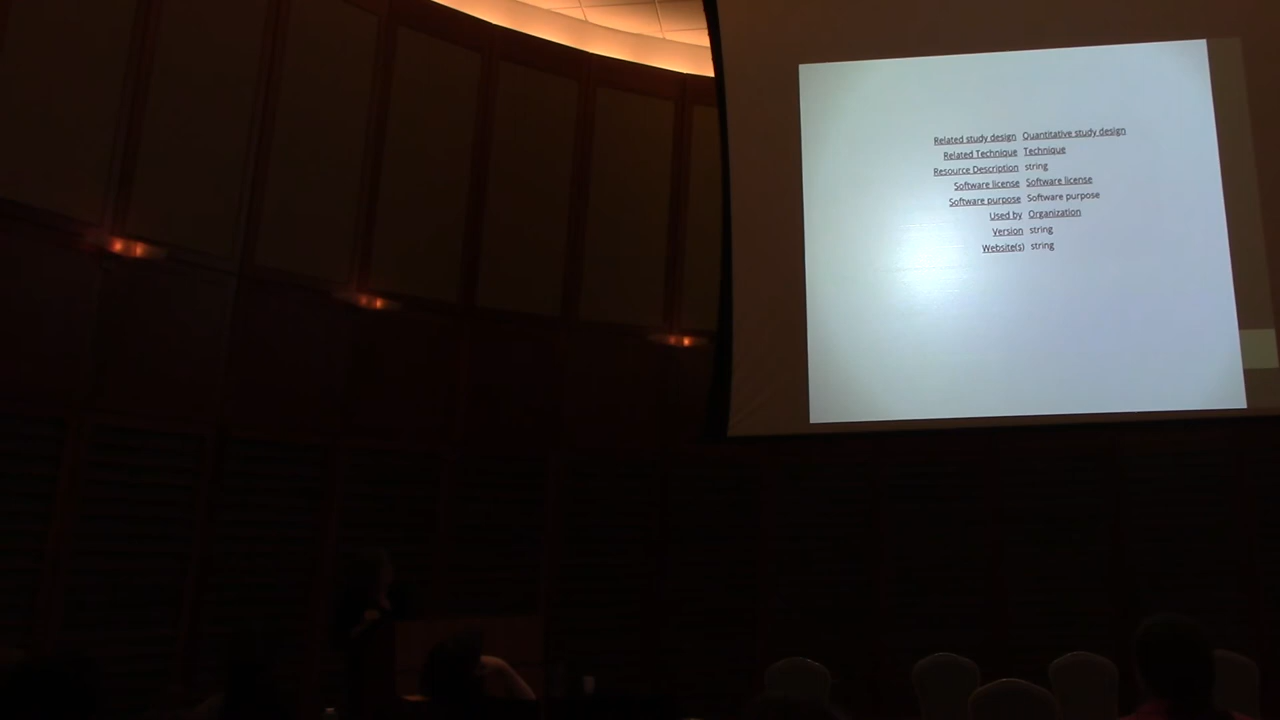 Related study design Quantitative study design
Related Technique Technique
Resource Description string
Software license Software license
Software purpose Software purpose
Used by Organization
Version string
Website(s) string